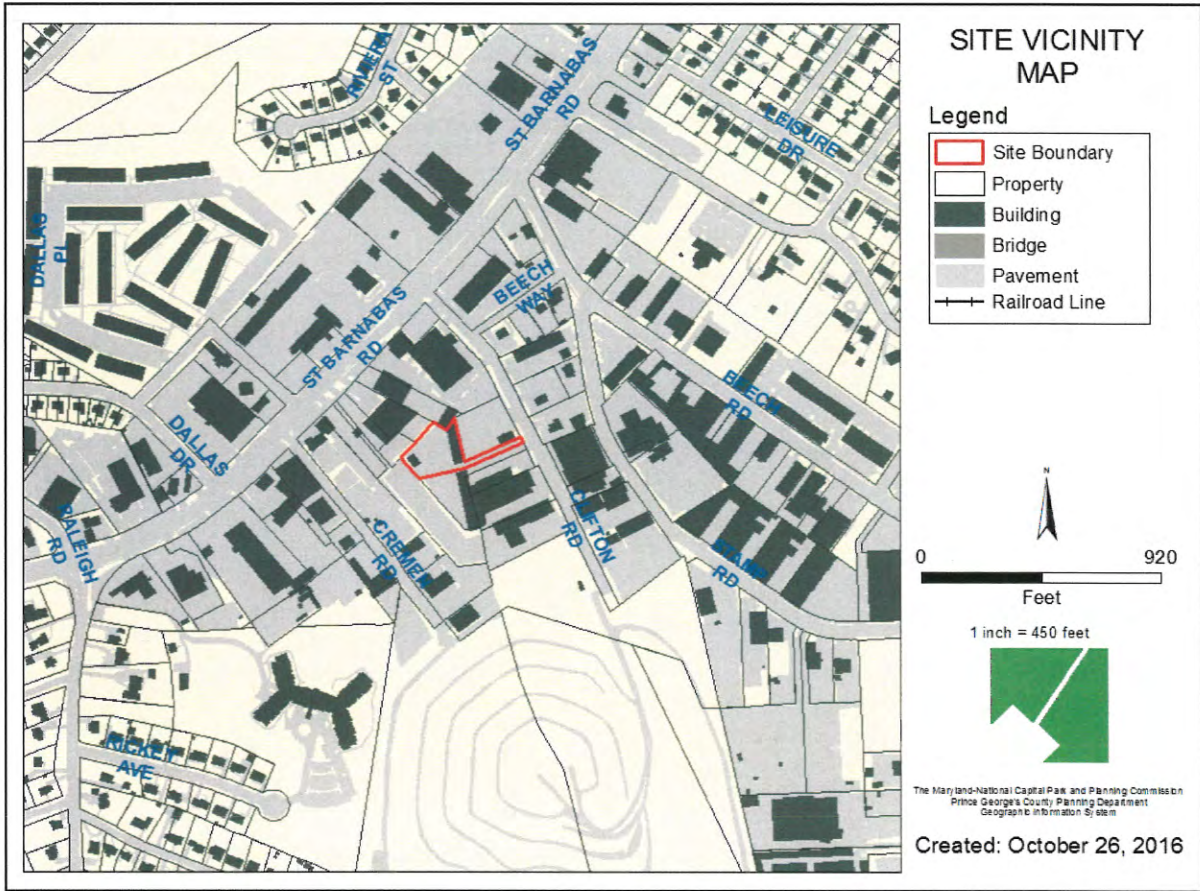 SITE VICINITY
MAP
Legend
Site Boundary
Property
Building
Bridge
Pavement
Railroad Line
N
0 920
Feet
1 inch = 450 feet
The Maryland-National Capital Park and Planning Commission
Prince George's County Planning Department
Geographic Information System
Created: October 26, 2016
RIVIERA
ST
ST BARNABAS
RD
LEISURE
DR
DALLAS
PL
BEECH
WAY
ST BARNABAS
RD
BEECH
RD
DALLAS
DR
RALEIGH
RD
CREMEN
RD
CLIFTON
RD
STAMP
RD
RICKEY
AVE